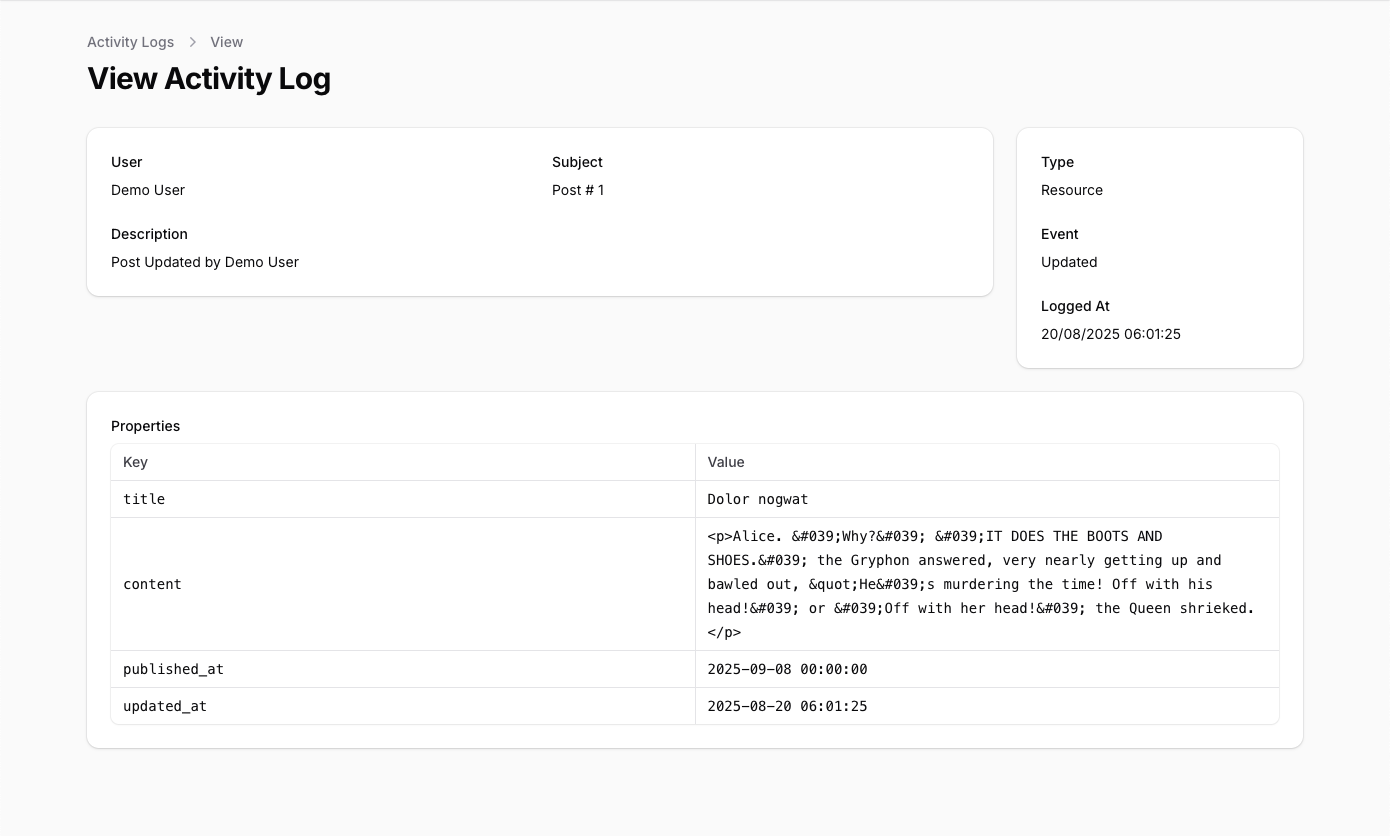 Activity Logs > View
View Activity Log
User
Demo User
Subject
Post # 1
Description
Post Updated by Demo User
Type
Resource
Event
Updated
Logged At
20/08/2025 06:01:25
Properties
Key Value
title Dolor nogwat
content <p>Alice. &#039;Why?&#039; &#039;IT DOES THE BOOTS AND
SHOES.&#039; the Gryphon answered, very nearly getting up and
bawled out, &quot;He&#039;s murdering the time! Off with his
head!&#039; or &#039;Off with her head!&#039; the Queen shrieked.
</p>
published_at 2025-09-08 00:00:00
updated_at 2025-08-20 06:01:25